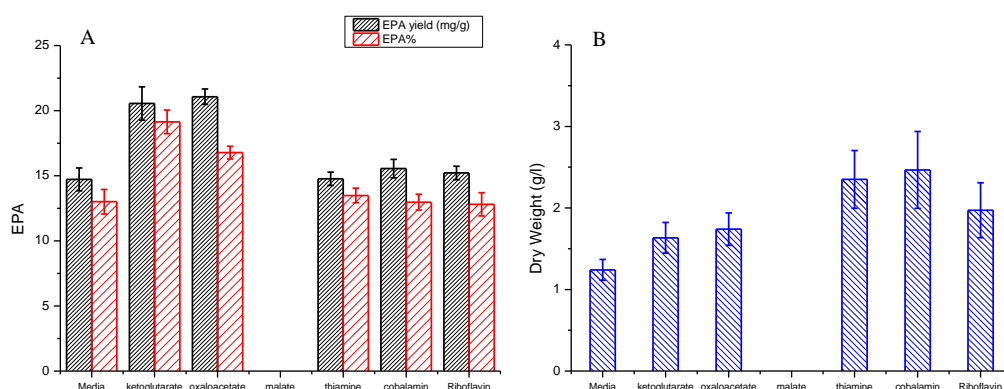 A
EPA yield (mg/g)
EPA%
25
20
15
10
5
0
EPA
Media ketoglutarate oxaloacetate malate thiamine cobalamin Riboflavin
B
4
3
2
1
0
Dry Weight (g/l)
Media ketoglutarate oxaloacetate malate thiamine cobalamin Riboflavin